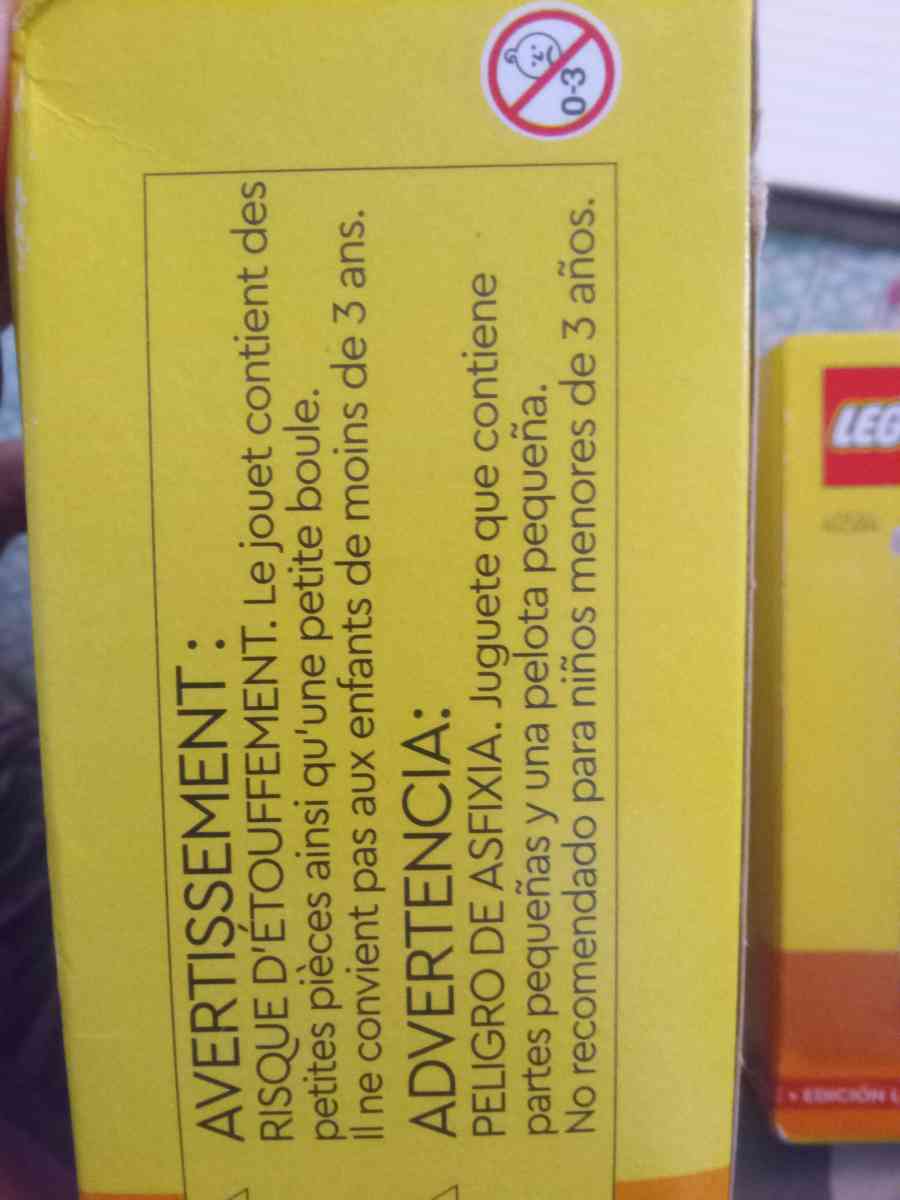 0-3
AVERTISSEMENT :
RISQUE D'ÉTOUFFEMENT. Le jouet contient des
petites pièces ainsi qu'une petite boule.
Il ne convient pas aux enfants de moins de 3 ans.
ADVERTENCIA:
PELIGRO DE ASFIXIA. Juguete que contiene
partes pequeñas y una pelota pequeña.
No recomendado para niños menores de 3 años.
LEG
• EDICIÓN L